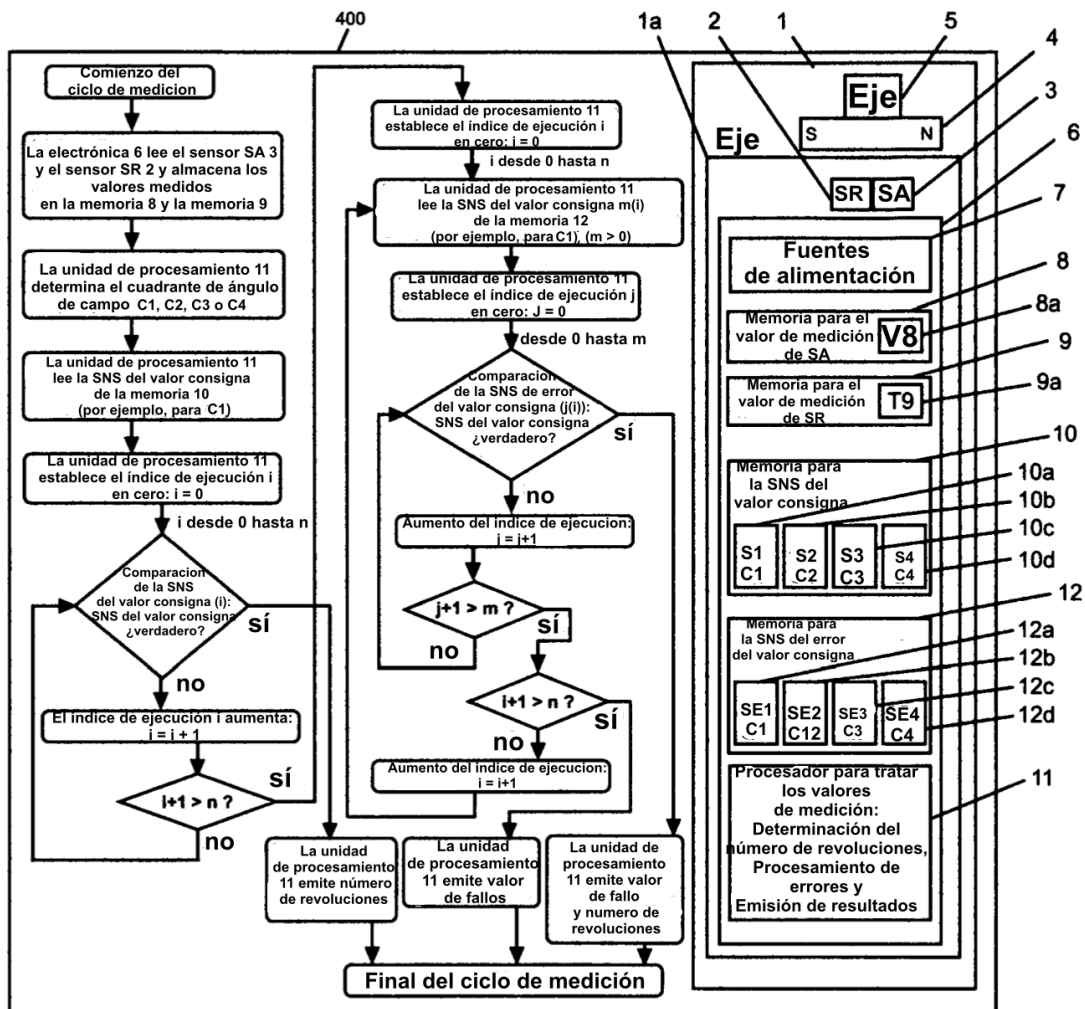 400
1a
2
1
5
4
3
6
7
8
8a
9
9a
10
10a
10b
10c
10d
12
12a
12b
12c
12d
11
Comienzo del
ciclo de medicion
La electrónica 6 lee el sensor SA 3
y el sensor SR 2 y almacena los
valores medidos
en la memoria 8 y la memoria 9
La unidad de procesamiento 11
determina el cuadrante de ángulo
de campo C1, C2, C3 o C4
La unidad de procesamiento 11
lee la SNS del valor consigna
de la memoria 10
(por ejemplo, para C1)
La unidad de procesamiento 11
establece el índice de ejecución i
en cero: i = 0
i desde 0 hasta n
Comparacion
de la SNS
del valor consigna (i):
SNS del valor consigna
¿verdadero?
sí
no
El índice de ejecución i aumenta:
i = i + 1
i+1 > n ?
sí
no
La unidad de procesamiento 11
establece el índice de ejecución i
en cero: i = 0
i desde 0 hasta n
La unidad de procesamiento 11
lee la SNS del valor consigna m(i)
de la memoria 12
(por ejemplo, para C1), (m > 0)
La unidad de procesamiento 11
establece el índice de ejecución j
en cero: J = 0
j desde 0 hasta m
Comparacion
de la SNS de error
del valor consigna (j(i)):
SNS del valor consigna
¿verdadero?
sí
no
Aumento del indice de ejecucion:
j = j+1
j+1 > m ?
sí
no
i+1 > n ?
sí
no
Aumento del indice de ejecucion:
i = i+1
La unidad
de procesamiento
11 emite número
de revoluciones
La unidad
de procesamiento
11 emite valor
de fallos
La unidad de
procesamiento
11 emite valor
de fallo
y numero de
revoluciones
Final del ciclo de medición
Eje
S N
Eje
SR SA
Fuentes
de alimentación
Memoria para el
valor de medición
de SA
V8
Memoria para el
valor de medición
de SR
T9
Memoria para
la SNS del
valor consigna
S1 S2 S3 S4
C1 C2 C3 C4
Memoria para
la SNS del error
del valor consigna
SE1 SE2 SE3 SE4
C1 C12 C3 C4
Procesador para tratar
los valores
de medición:
Determinación del
número de revoluciones,
Procesamiento de
errores y
Emisión de resultados